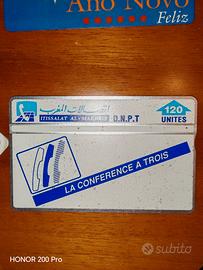 Ano Novo
Feliz
اتصالات المغرب
ITISSALAT AL-MAGHRIB O.N.P.T
120
UNITES
LA CONFERENCE A TROIS
subito
HONOR 200 Pro